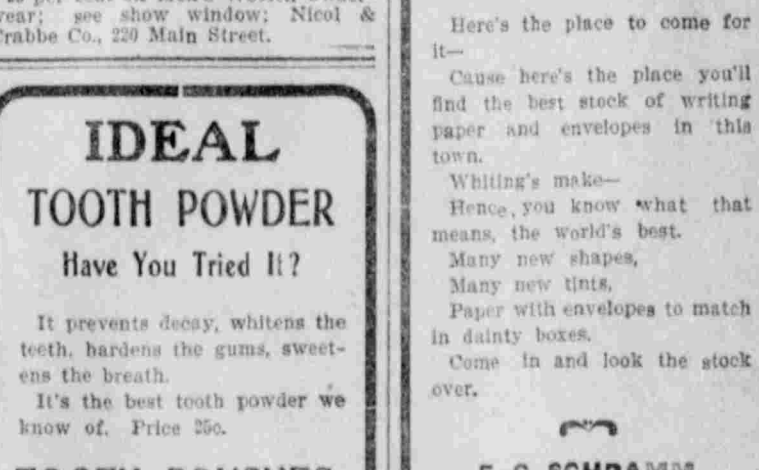 wear; see show window; Nicol &
Crabbe Co., 220 Main Street.
IDEAL
TOOTH POWDER
Have You Tried It?
It prevents decay, whitens the
teeth, hardens the gums, sweet-
ens the breath.
It's the best tooth powder we
know of. Price 25c.
Here's the place to come for
it—
Cause here's the place you'll
find the best stock of writing
paper and envelopes in this
town.
Whiting's make—
Hence, you know what that
means, the world's best.
Many new shapes,
Many new tints,
Paper with envelopes to match
in dainty boxes.
Come in and look the stock
over.